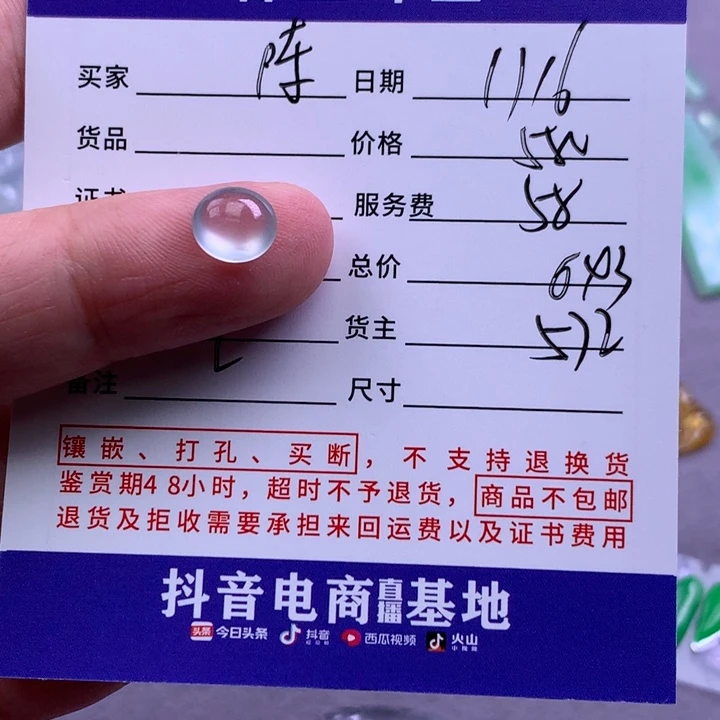 买家 陈 日期 1116
货品 价格 58
服务费 58
总价 643
货主 572
备注 尺寸
镶嵌、打孔、买断，不支持退换货
鉴赏期48小时，超时不予退货，商品不包邮
退货及拒收需要承担来回运费以及证书费用
抖音电商直播基地
头条 今日头条 抖音 西瓜视频 火山